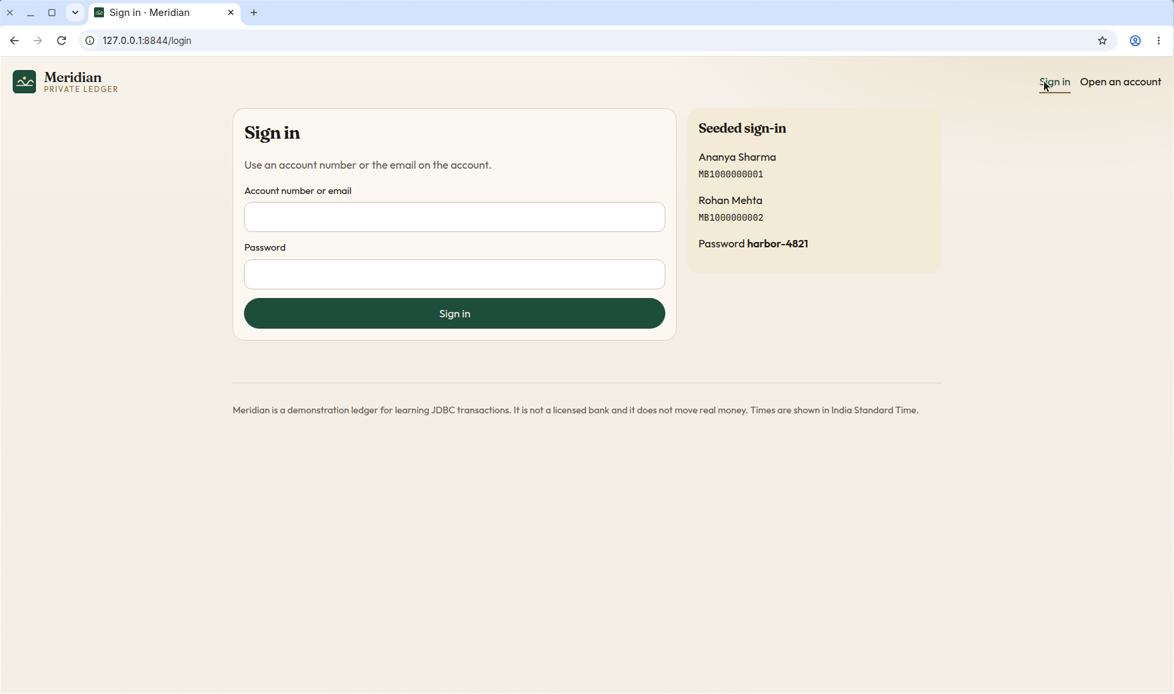 Sign in · Meridian
127.0.0.1:8844/login
Meridian
PRIVATE LEDGER
Sign in
Open an account
Sign in
Use an account number or the email on the account.
Account number or email
Password
Sign in
Seeded sign-in
Ananya Sharma
MB1000000001
Rohan Mehta
MB1000000002
Password harbor-4821
Meridian is a demonstration ledger for learning JDBC transactions. It is not a licensed bank and it does not move real money. Times are shown in India Standard Time.